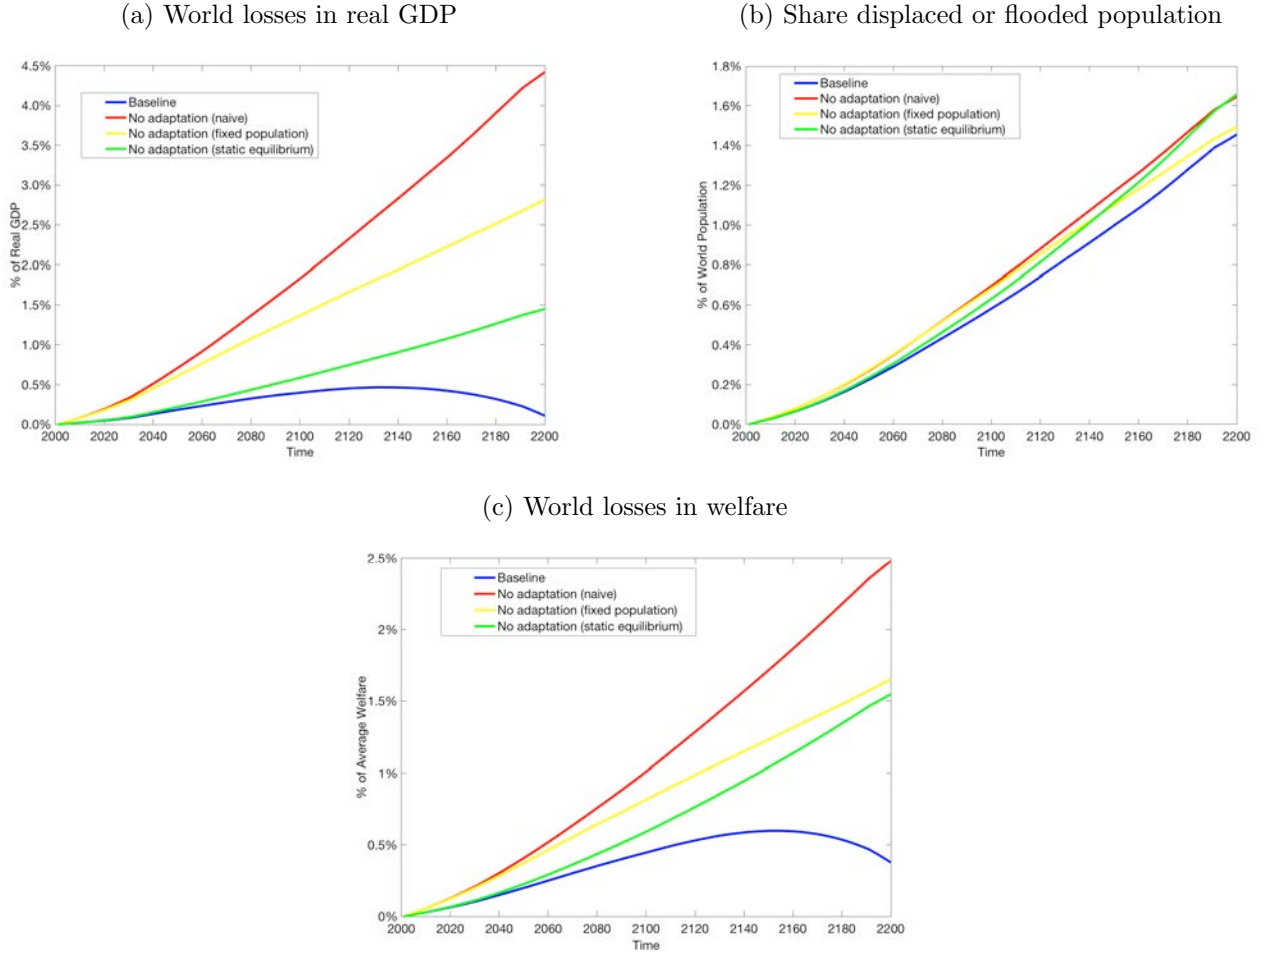 (a) World losses in real GDP
4.5%
4.0%
3.5%
3.0%
2.5%
2.0%
1.5%
1.0%
0.5%
0.0%
% of Real GDP
Baseline
No adaptation (naive)
No adaptation (fixed population)
No adaptation (static equilibrium)
2000 2020 2040 2060 2080 2100 2120 2140 2160 2180 2200
Time
(b) Share displaced or flooded population
1.8%
1.6%
1.4%
1.2%
1.0%
0.8%
0.6%
0.4%
0.2%
0.0%
% of World Population
Baseline
No adaptation (naive)
No adaptation (fixed population)
No adaptation (static equilibrium)
2000 2020 2040 2060 2080 2100 2120 2140 2160 2180 2200
Time
(c) World losses in welfare
2.5%
2%
1.5%
1%
0.5%
0%
% of Average Welfare
Baseline
No adaptation (naive)
No adaptation (fixed population)
No adaptation (static equilibrium)
2000 2020 2040 2060 2080 2100 2120 2140 2160 2180 2200
Time